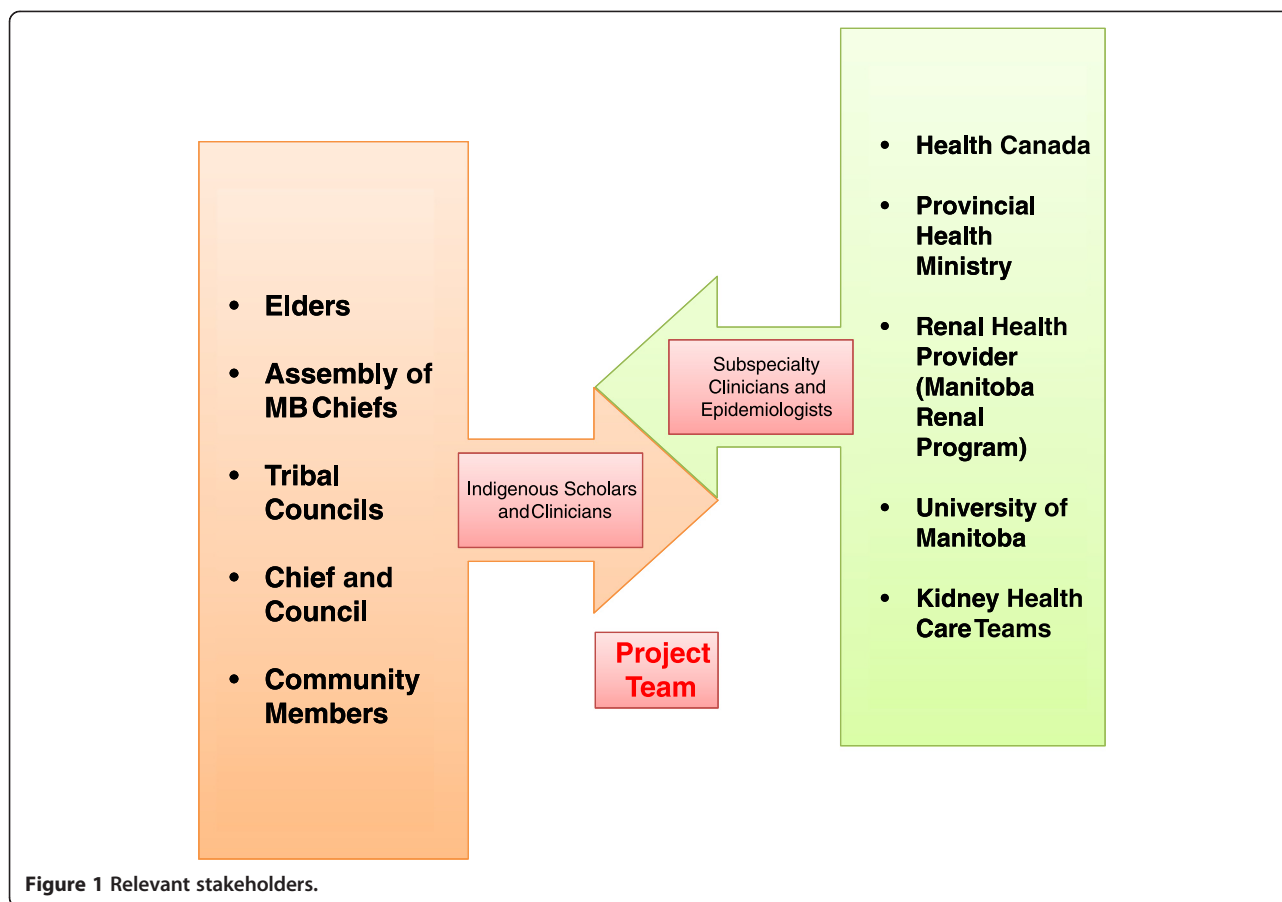 • Elders
• Assembly of
MB Chiefs
• Tribal
Councils
• Chief and
Council
• Community
Members
Indigenous Scholars
and Clinicians
Project
Team
Subspecialty
Clinicians and
Epidemiologists
• Health Canada
• Provincial
Health
Ministry
• Renal Health
Provider
(Manitoba
Renal
Program)
• University of
Manitoba
• Kidney Health
Care Teams
Figure 1 Relevant stakeholders.